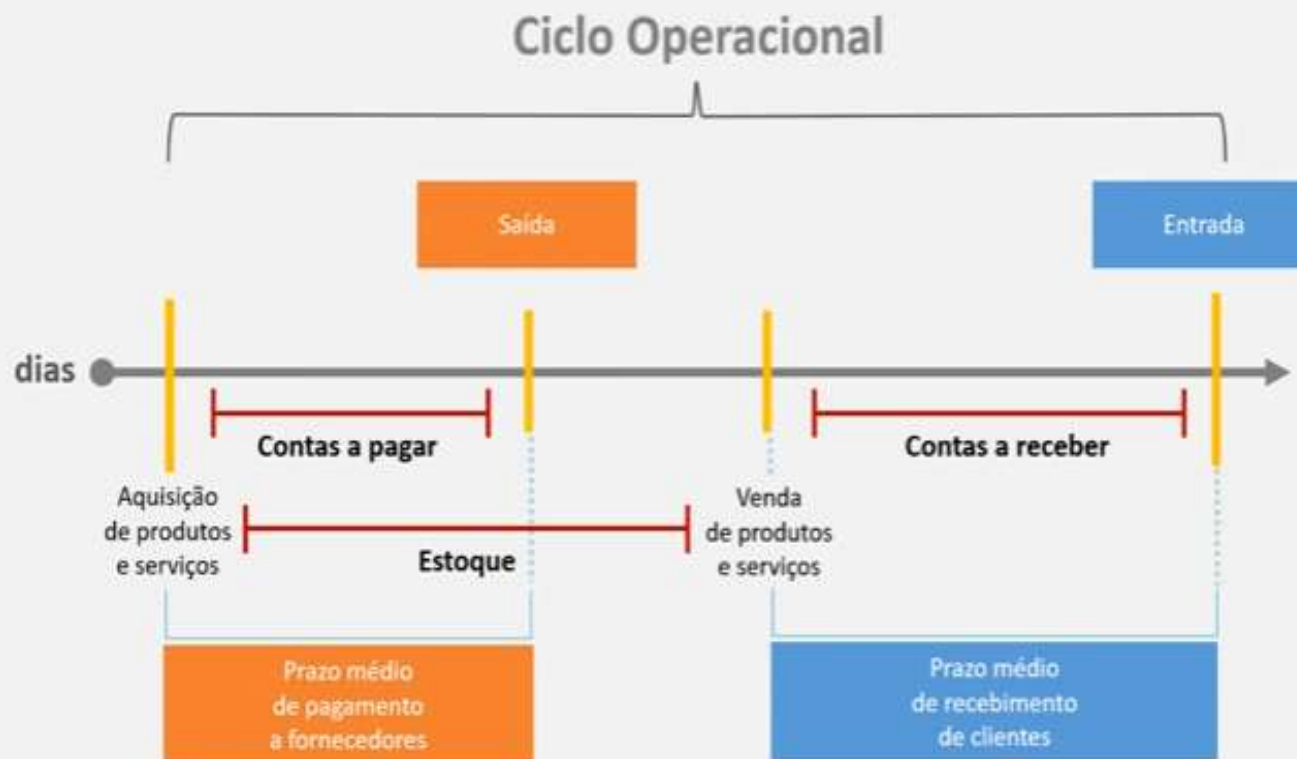 Ciclo Operacional
Saída
Entrada
dias
Contas a pagar
Contas a receber
Aquisição
de produtos
e serviços
Estoque
Venda
de produtos
e serviços
Prazo médio
de pagamento
a fornecedores
Prazo médio
de recebimento
de clientes